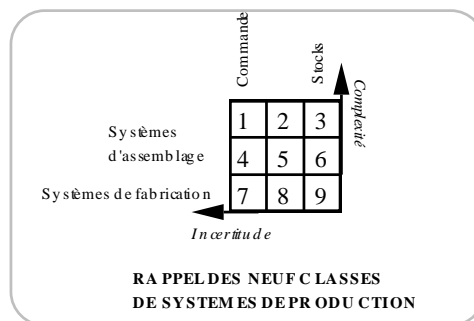 Commande
Stocks
Complexité
1 2 3
Systèmes
d'assemblage
4 5 6
Systèmes de fabrication
7 8 9
Incertitude
RAPPEL DES NEUF CLASSES
DE SYSTEMES DE PRODUCTION